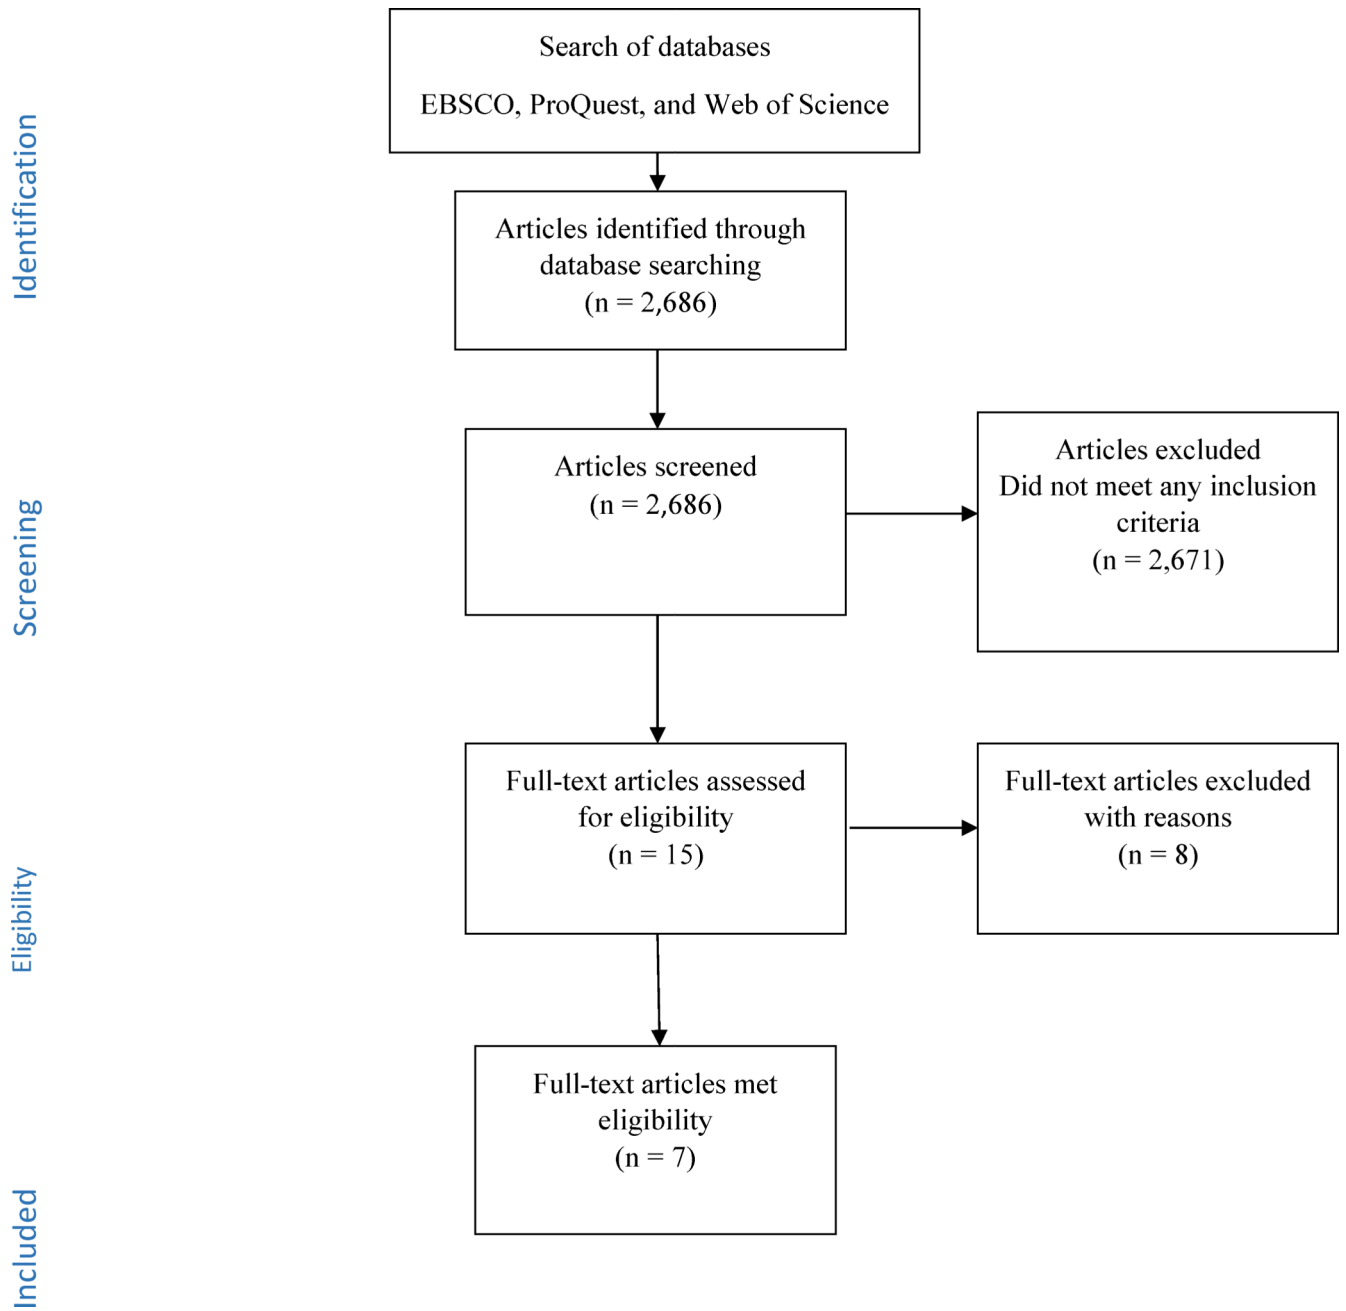 Identification
Search of databases
EBSCO, ProQuest, and Web of Science
Articles identified through
database searching
(n = 2,686)
Screening
Articles screened
(n = 2,686)
Articles excluded
Did not meet any inclusion
criteria
(n = 2,671)
Eligibility
Full-text articles assessed
for eligibility
(n = 15)
Full-text articles excluded
with reasons
(n = 8)
Included
Full-text articles met
eligibility
(n = 7)